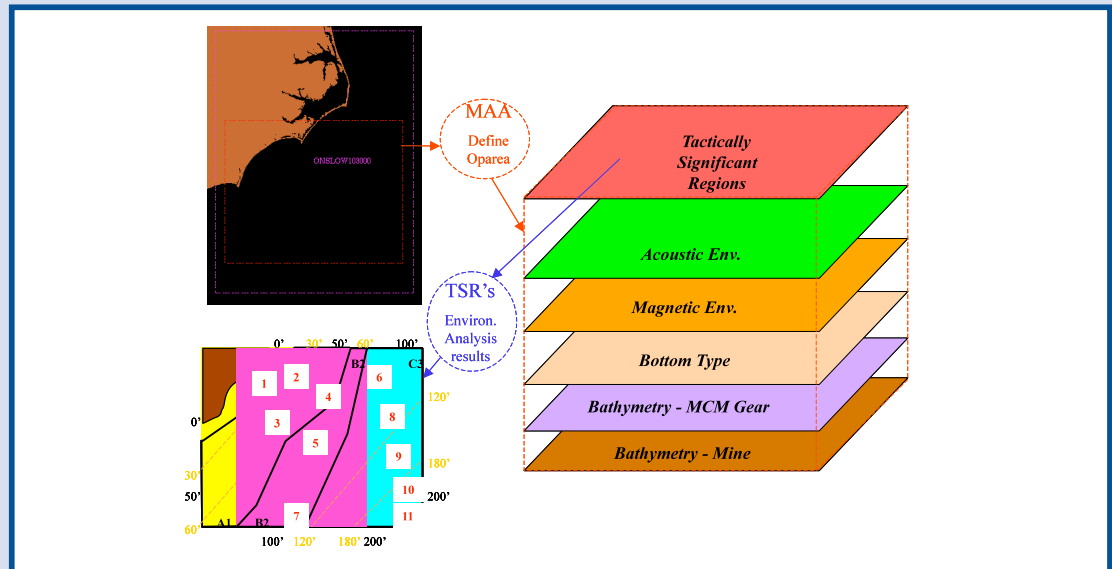 ONSLOW103000
MAA
Define
Oparea
Tactically
Significant
Regions
Acoustic Env.
Magnetic Env.
Bottom Type
Bathymetry - MCM Gear
Bathymetry - Mine
TSR's
Environ.
Analysis
results
0' 30' 50' 60' 100'
B2 C3
1 2 6
4 120'
0' 3 8
5
9 180'
30'
50' 10 200'
60' A1 B2 7 11
100' 120' 180' 200'